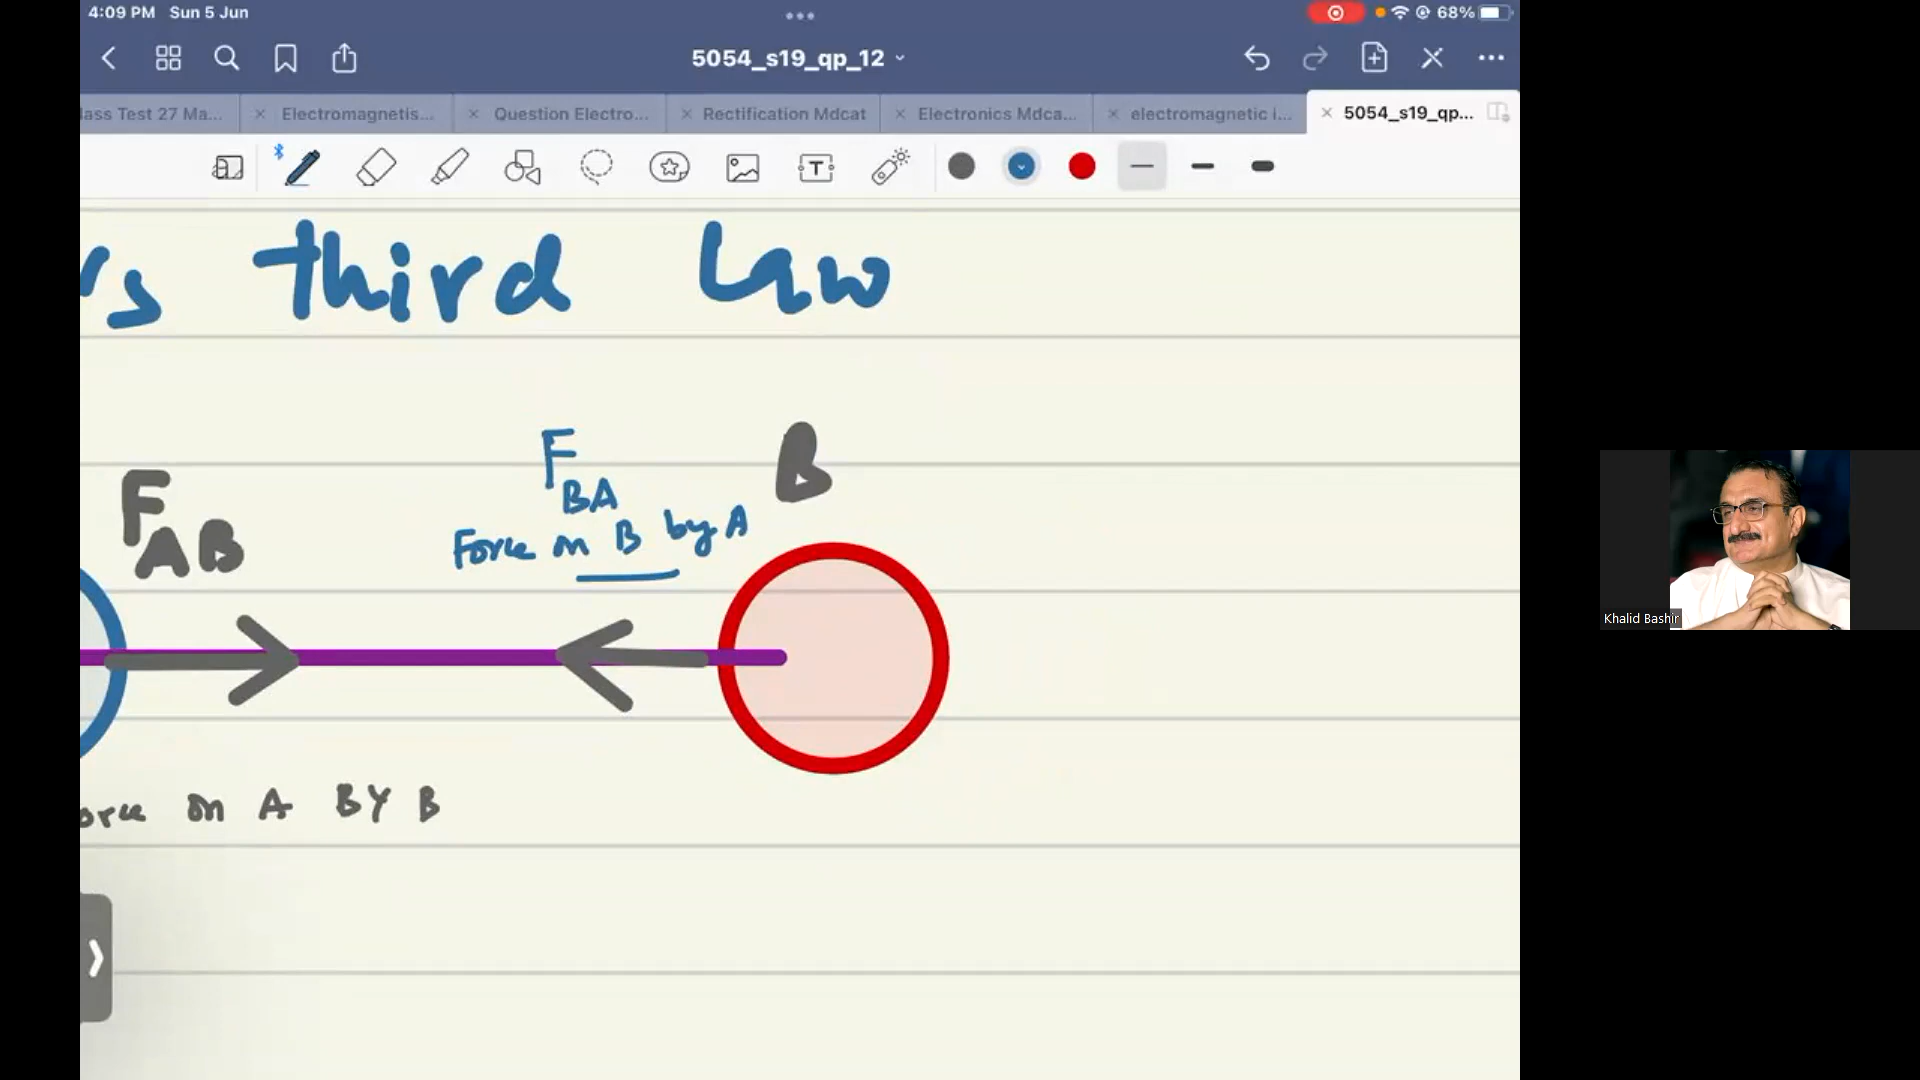 4:09 PM Sun 5 Jun
68%
5054_s19_qp_12
lass Test 27 Ma...
Electromagnetis...
Question Electro...
Rectification Mdcat
Electronics Mdca...
electromagnetic i...
5054_s19_qp...
T
's third law
F BA
B
F AB
Force on B by A
orce on A BY B
Khalid Bashir